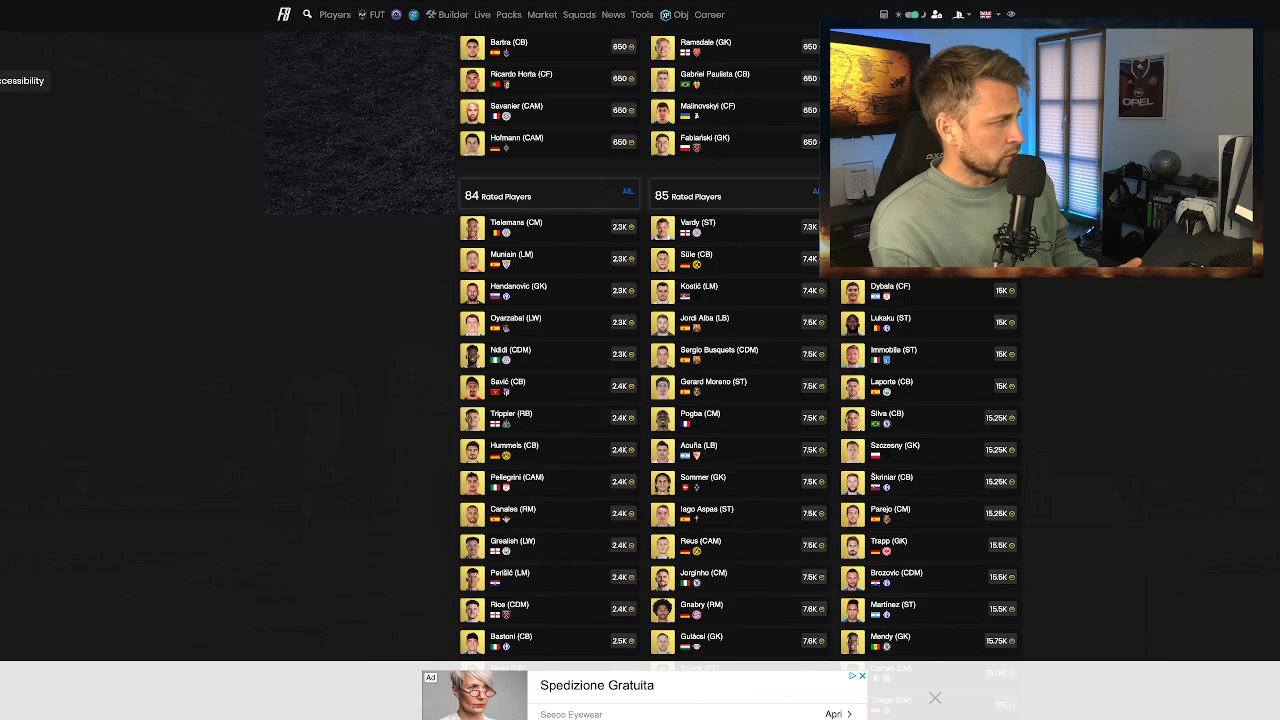 F8 Players FUT Builder Live Packs Market Squads News Tools XP Obj Career
ccessibility
Bartra (CB) 650
Ricardo Horta (CF) 650
Savanier (CAM) 650
Hofmann (CAM) 650
Ramsdale (GK) 650
Gabriel Paulista (CB) 650
Malinovskyi (CF) 650
Fabiański (GK) 650
84 Rated Players All..
Tielemans (CM) 2.3K
Muniain (LM) 2.3K
Handanovic (GK) 2.3K
Oyarzabal (LW) 2.3K
Ndidi (CDM) 2.3K
Savić (CB) 2.4K
Trippier (RB) 2.4K
Hummels (CB) 2.4K
Pellegrini (CAM) 2.4K
Canales (RM) 2.4K
Grealish (LW) 2.4K
Perišić (LM) 2.4K
Rice (CDM) 2.4K
Bastoni (CB) 2.5K
85 Rated Players
Vardy (ST) 7.3K
Süle (CB) 7.4K
Kostić (LM) 7.4K
Jordi Alba (LB) 7.5K
Sergio Busquets (CDM) 7.5K
Gerard Moreno (ST) 7.5K
Pogba (CM) 7.5K
Acuña (LB) 7.5K
Sommer (GK) 7.5K
Iago Aspas (ST) 7.5K
Reus (CAM) 7.5K
Jorginho (CM) 7.5K
Gnabry (RM) 7.6K
Gulácsi (GK) 7.6K
Dybala (CF) 15K
Lukaku (ST) 15K
Immobile (ST) 15K
Laporte (CB) 15K
Silva (CB) 15.25K
Szczesny (GK) 15.25K
Škriniar (CB) 15.25K
Parejo (CM) 15.25K
Trapp (GK) 15.5K
Brozovic (CDM) 15.5K
Martínez (ST) 15.5K
Mendy (GK) 15.75K
Coman (LM) 15.75K
Thiago (CM)
OPEL
Ad
Spedizione Gratuita
Seeoo Eyewear
Apri